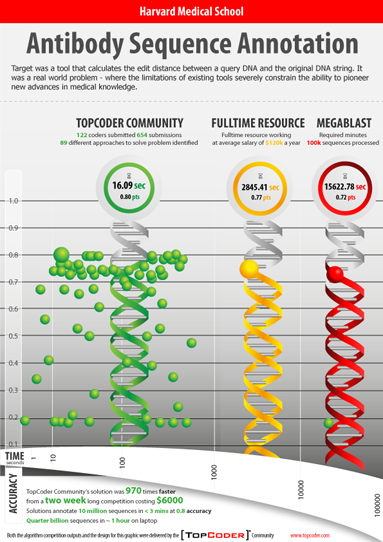 Harvard Medical School
Antibody Sequence Annotation
Target was a tool that calculates the edit distance between a query DNA and the original DNA string. It
was a real world problem - where the limitations of existing tools severely constrain the ability to pioneer
new advances in medical knowledge.
TOPCODER COMMUNITY
122 coders submitted 654 submissions
89 different approaches to solve problem identified
FULLTIME RESOURCE
Fulltime resource working
at average salary of $120k a year
MEGABLAST
Required minutes
100k sequences processed
16.09 sec
0.80 pts
2845.41 sec
0.77 pts
15622.78 sec
0.72 pts
1.0
0.9
0.8
0.7
0.6
0.5
0.4
0.3
0.2
0.1
TIME
seconds
1
10
100
1000
10000
100000
ACCURACY
TopCoder Community's solution was 970 times faster
from a two week long competition costing $6000
Solutions annotate 10 million sequences in < 3 mins at 0.8 accuracy
Quarter billion sequences in ~ 1 hour on laptop
Both the algorithm competition outputs and the design for this graphic were delivered by the [TOPCODER] Community www.topcoder.com